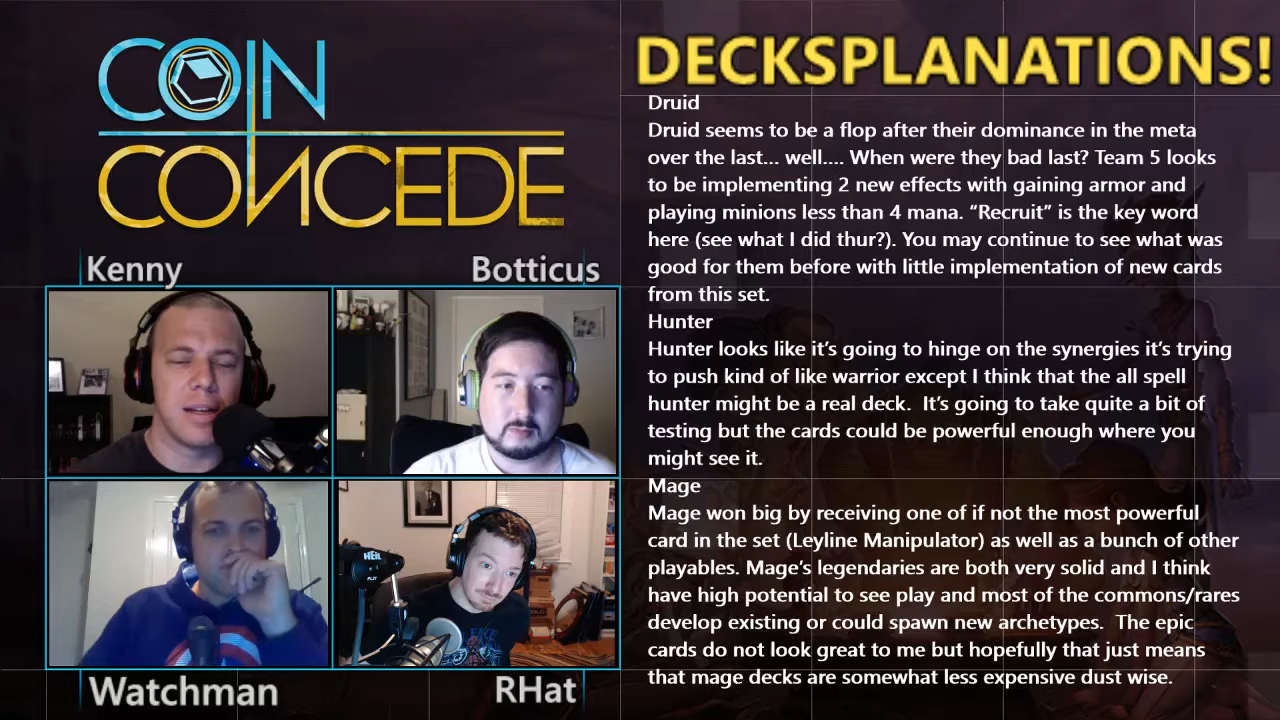 COIN
CONCEDE
DECKSPLANATIONS!
Kenny
Botticus
Watchman
RHat
HEIL
PL2T
Druid
Druid seems to be a flop after their dominance in the meta
over the last... well.... When were they bad last? Team 5 looks
to be implementing 2 new effects with gaining armor and
playing minions less than 4 mana. “Recruit” is the key word
here (see what I did thur?). You may continue to see what was
good for them before with little implementation of new cards
from this set.
Hunter
Hunter looks like it’s going to hinge on the synergies it’s trying
to push kind of like warrior except I think that the all spell
hunter might be a real deck.  It’s going to take quite a bit of
testing but the cards could be powerful enough where you
might see it.
Mage
Mage won big by receiving one of if not the most powerful
card in the set (Leyline Manipulator) as well as a bunch of other
playables. Mage’s legendaries are both very solid and I think
have high potential to see play and most of the commons/rares
develop existing or could spawn new archetypes.  The epic
cards do not look great to me but hopefully that just means
that mage decks are somewhat less expensive dust wise.